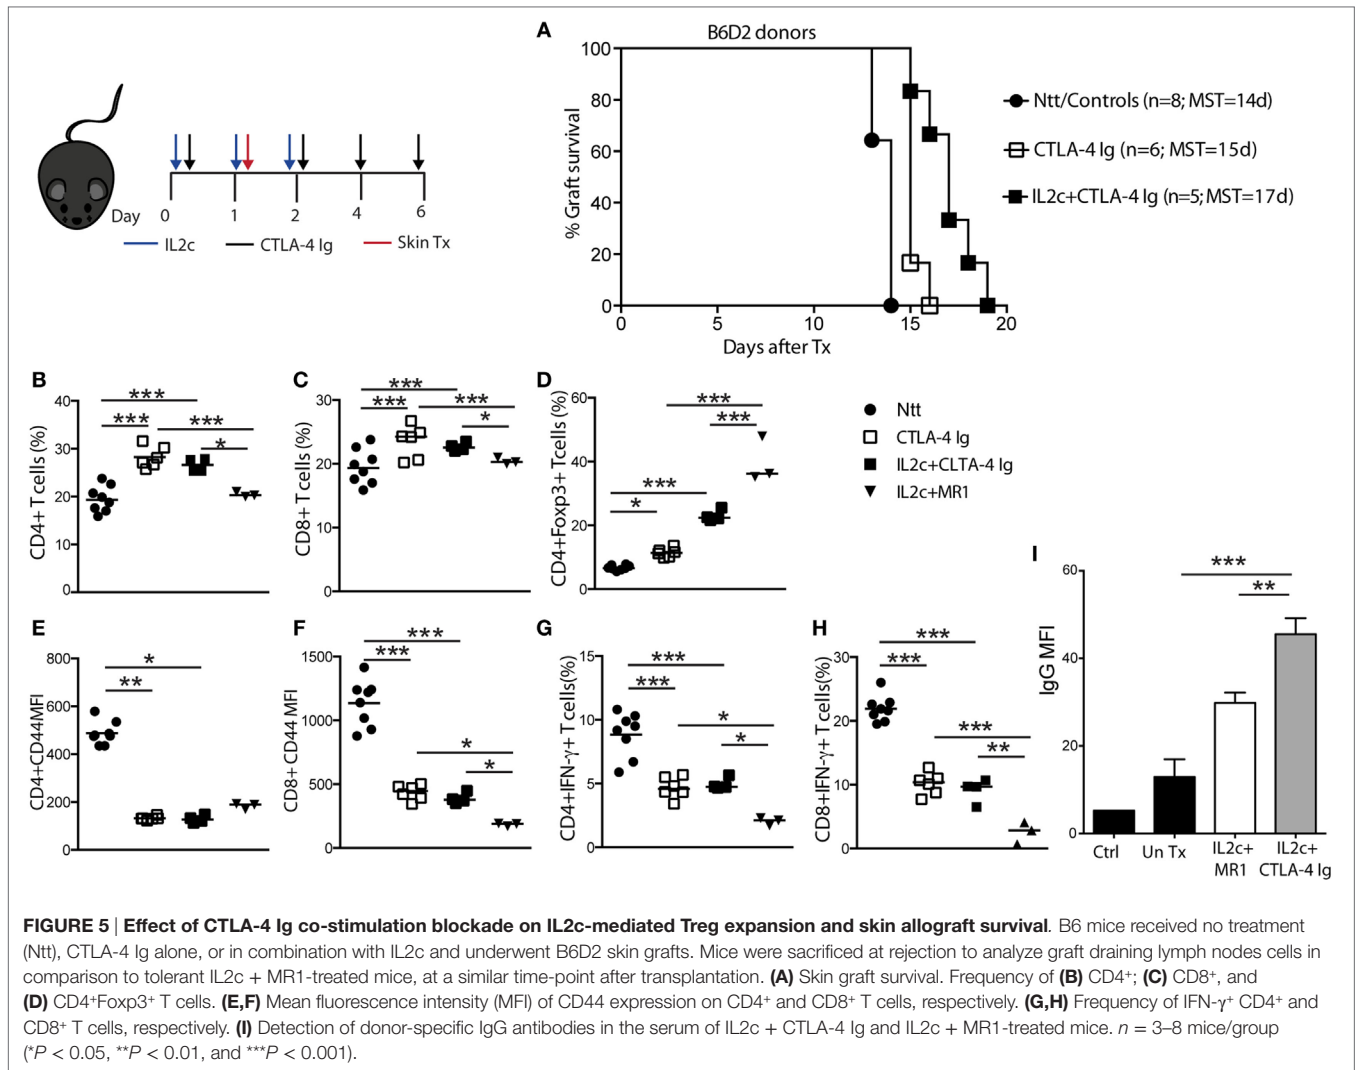 A
B6D2 donors
100
80
60
40
20
0
% Graft survival
0 5 10 15 20
Days after Tx
Ntt/Controls (n=8; MST=14d)
CTLA-4 Ig (n=6; MST=15d)
IL2c+CTLA-4 Ig (n=5; MST=17d)
Day 0 1 2 4 6
IL2c CTLA-4 Ig Skin Tx
B
CD4+ T cells (%)
40
30
20
10
0
***
*** ***
*
C
CD8+ T cells (%)
30
20
10
0
***
*** ***
*
D
CD4+Foxp3+ Tcells (%)
60
40
20
0
***
***
***
*
Ntt
CTLA-4 Ig
IL2c+CLTA-4 Ig
IL2c+MR1
E
CD4+CD44MFI
800
600
400
200
0
*
**
F
CD8+ CD44 MFI
1500
1000
500
0
***
***
*
*
G
CD4+IFN-γ+ T cells(%)
15
10
5
0
***
***
*
*
H
CD8+IFN-γ+ T cells(%)
30
20
10
0
***
***
***
**
I
IgG MFI
60
40
20
0
***
**
Ctrl Un Tx IL2c+ IL2c+
MR1 CTLA-4 Ig
FIGURE 5 | Effect of CTLA-4 Ig co-stimulation blockade on IL2c-mediated Treg expansion and skin allograft survival. B6 mice received no treatment
(Ntt), CTLA-4 Ig alone, or in combination with IL2c and underwent B6D2 skin grafts. Mice were sacrificed at rejection to analyze graft draining lymph nodes cells in
comparison to tolerant IL2c + MR1-treated mice, at a similar time-point after transplantation. (A) Skin graft survival. Frequency of (B) CD4⁺; (C) CD8⁺, and
(D) CD4⁺Foxp3⁺ T cells. (E,F) Mean fluorescence intensity (MFI) of CD44 expression on CD4⁺ and CD8⁺ T cells, respectively. (G,H) Frequency of IFN-γ⁺ CD4⁺ and
CD8⁺ T cells, respectively. (I) Detection of donor-specific IgG antibodies in the serum of IL2c + CTLA-4 Ig and IL2c + MR1-treated mice. n = 3–8 mice/group
(*P < 0.05, **P < 0.01, and ***P < 0.001).